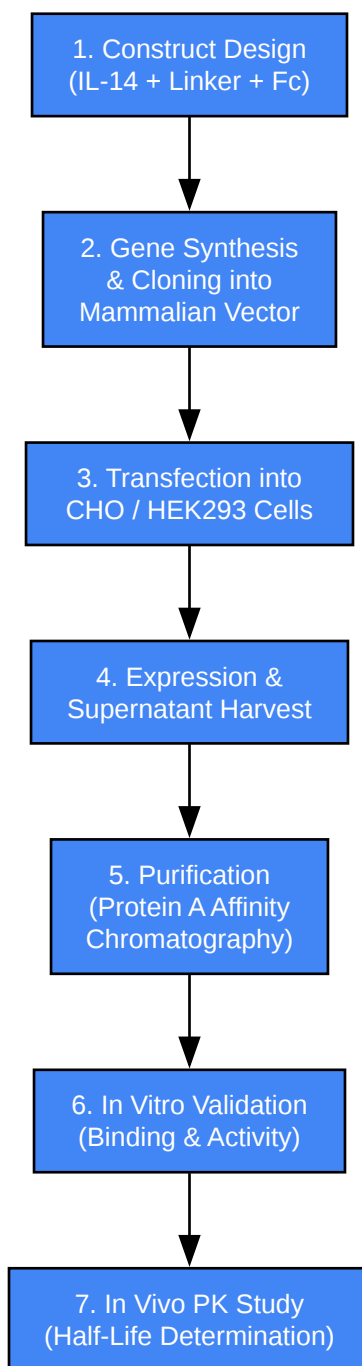 1. Construct Design
(IL-14 + Linker + Fc)
2. Gene Synthesis
& Cloning into
Mammalian Vector
3. Transfection into
CHO / HEK293 Cells
4. Expression &
Supernatant Harvest
5. Purification
(Protein A Affinity
Chromatography)
6. In Vitro Validation
(Binding & Activity)
7. In Vivo PK Study
(Half-Life Determination)